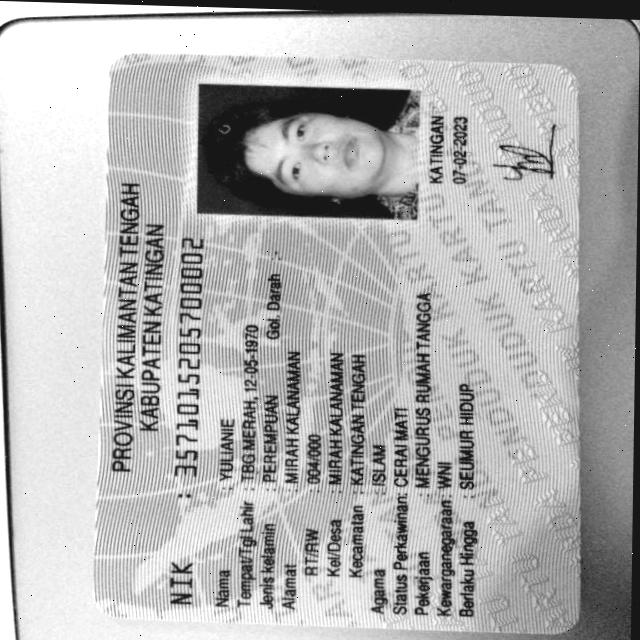 PROVINSI KALIMANTAN TENGAH
KABUPATEN KATINGAN
NIK : 3571015205700002
Nama : YULIANIE
Tempat/Tgl Lahir : TBG MERAH, 12-05-1970
Jenis kelamin : PEREMPUAN Gol. Darah : -
Alamat : MIRAH KALANAMAN
RT/RW : 004/000
Kel/Desa : MIRAH KALANAMAN
Kecamatan : KATINGAN TENGAH
Agama : ISLAM
Status Perkawinan: CERAI MATI
Pekerjaan : MENGURUS RUMAH TANGGA
Kewarganegaraan: WNI
Berlaku Hingga : SEUMUR HIDUP
KATINGAN
07-02-2023